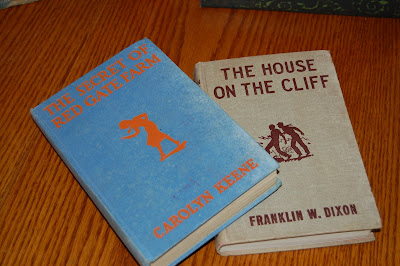 THE SECRET OF
RED GATE FARM
CAROLYN KEENE
THE HOUSE
ON THE CLIFF
FRANKLIN W. DIXON